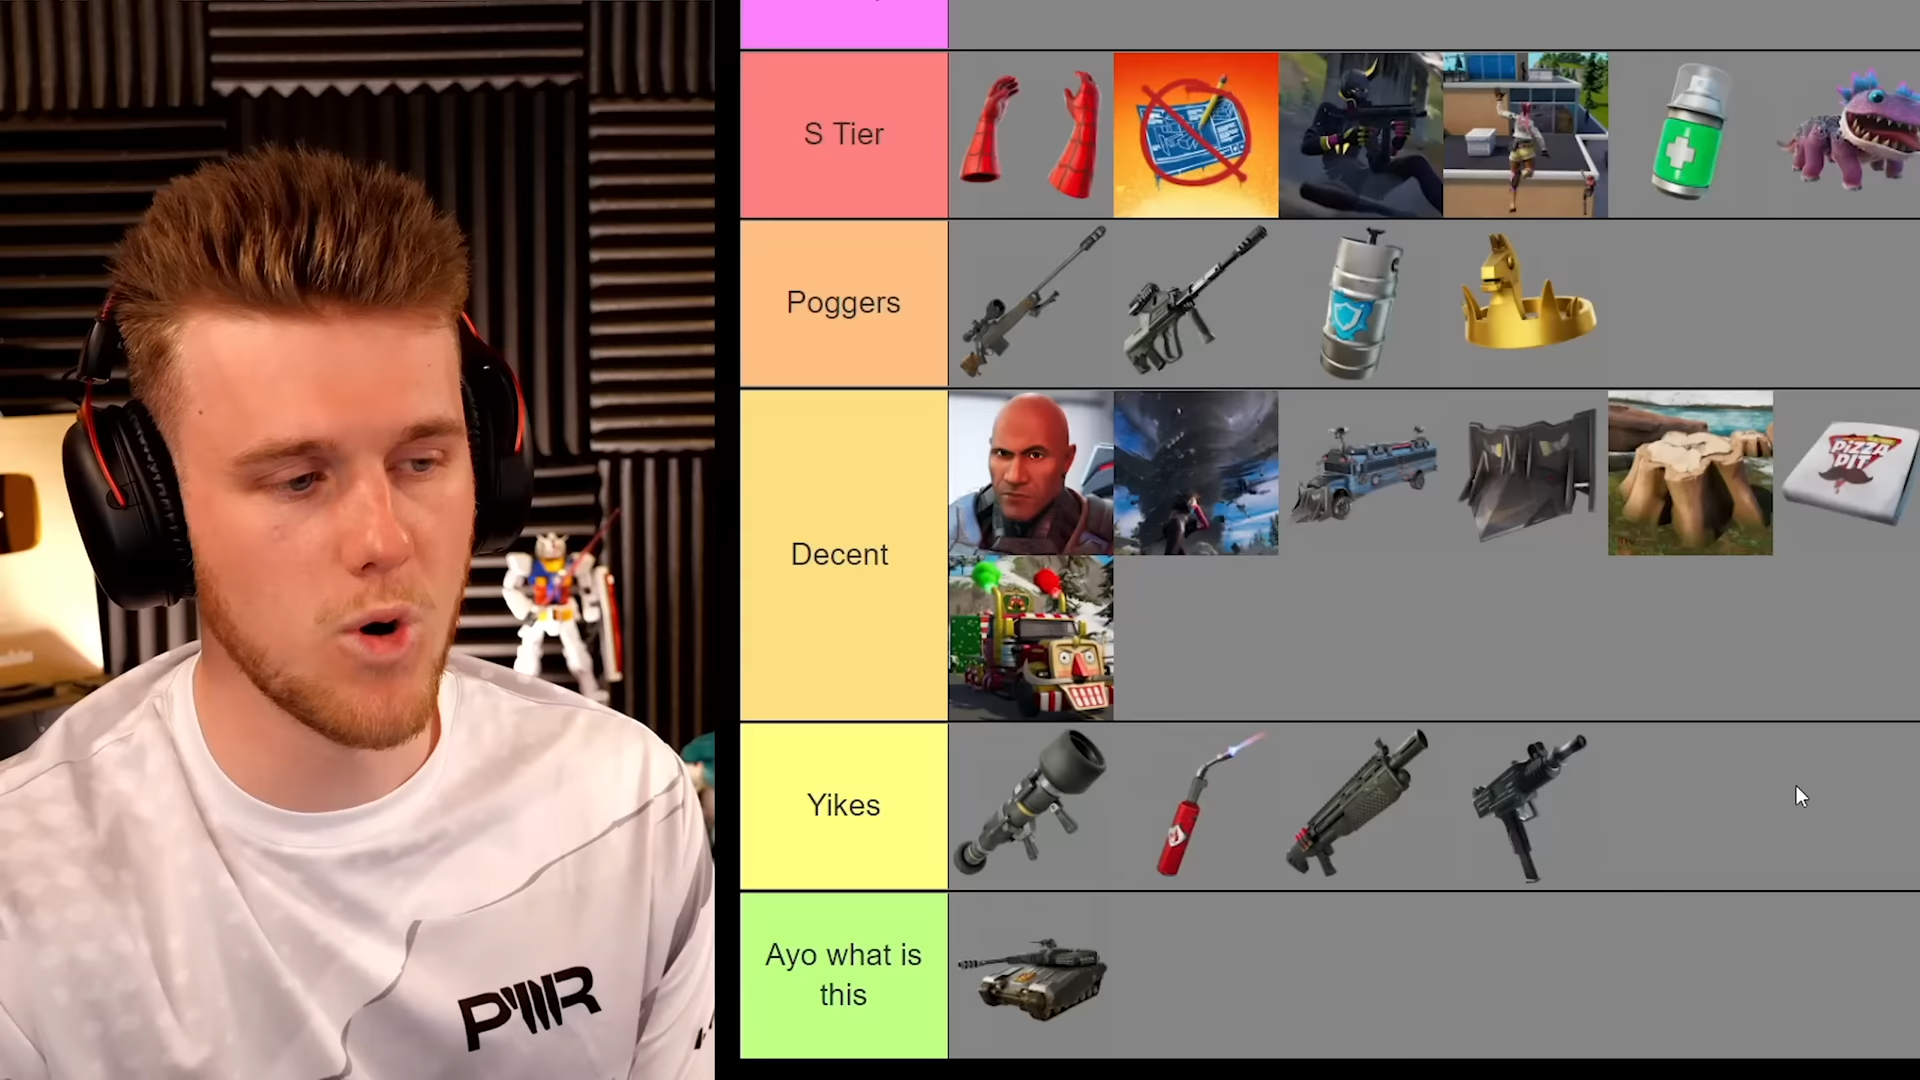 S Tier
Poggers
Decent
PIZZA
PIT
Yikes
Ayo what is
this
PWR